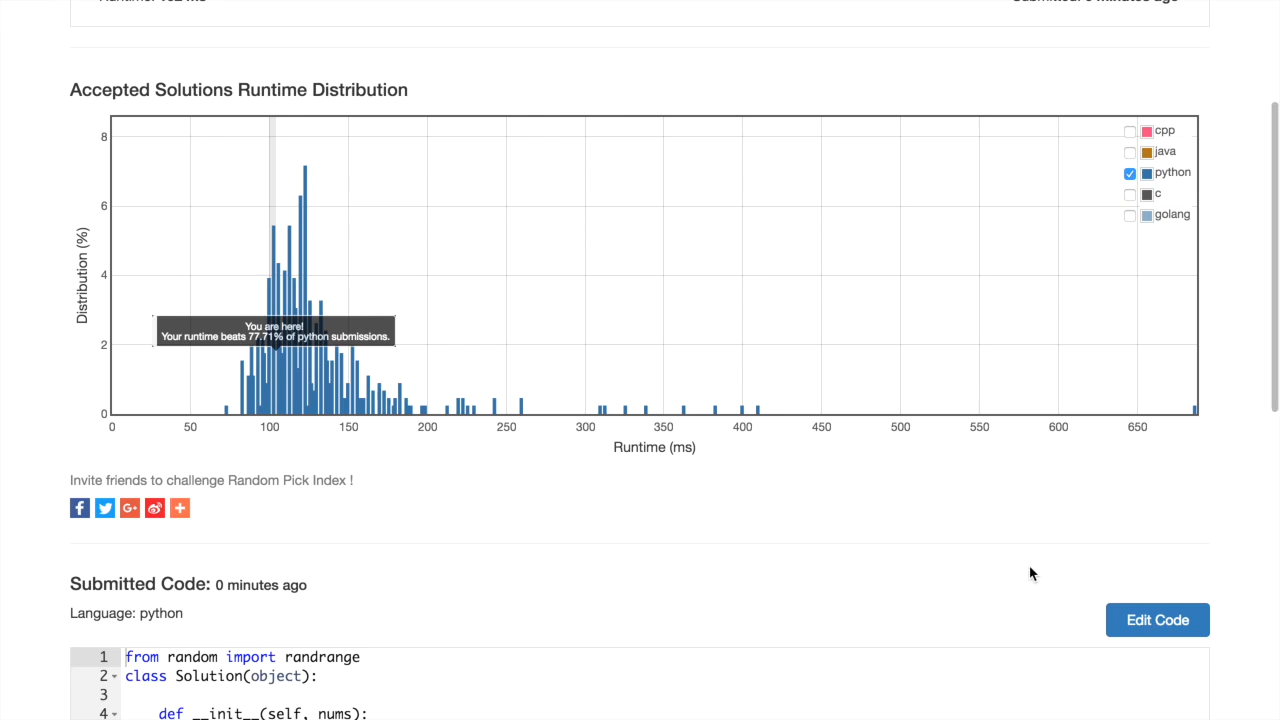 Accepted Solutions Runtime Distribution
cpp
java
python
c
golang
8
6
4
2
0
Distribution (%)
You are here!
Your runtime beats 77.71% of python submissions.
0 50 100 150 200 250 300 350 400 450 500 550 600 650
Runtime (ms)
Invite friends to challenge Random Pick Index !
Submitted Code: 0 minutes ago
Language: python
Edit Code
1 from random import randrange
2 class Solution(object):
3
4 def __init__(self, nums):